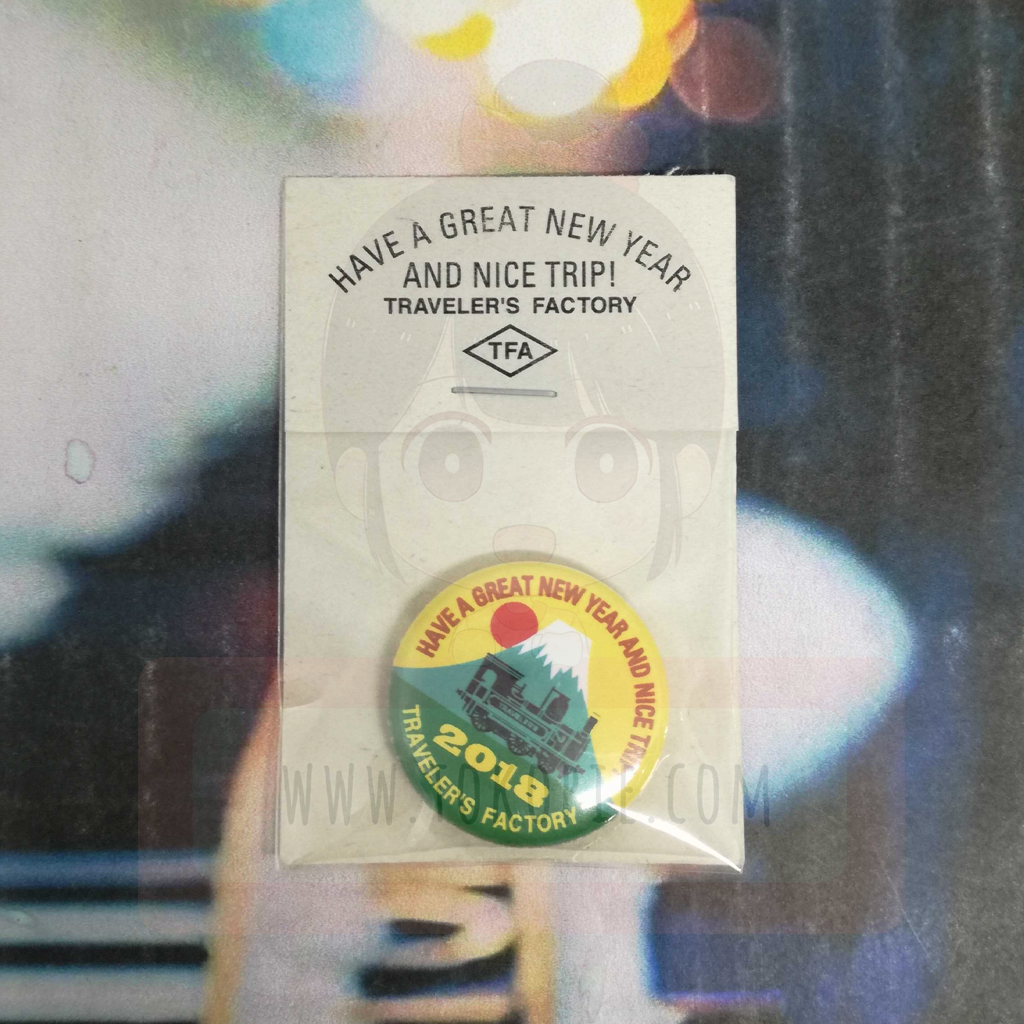 HAVE A GREAT NEW YEAR
AND NICE TRIP!
TRAVELER'S FACTORY
TFA
HAVE A GREAT NEW YEAR AND NICE TRIP
TRAVELER'S
2018
TRAVELER'S FACTORY